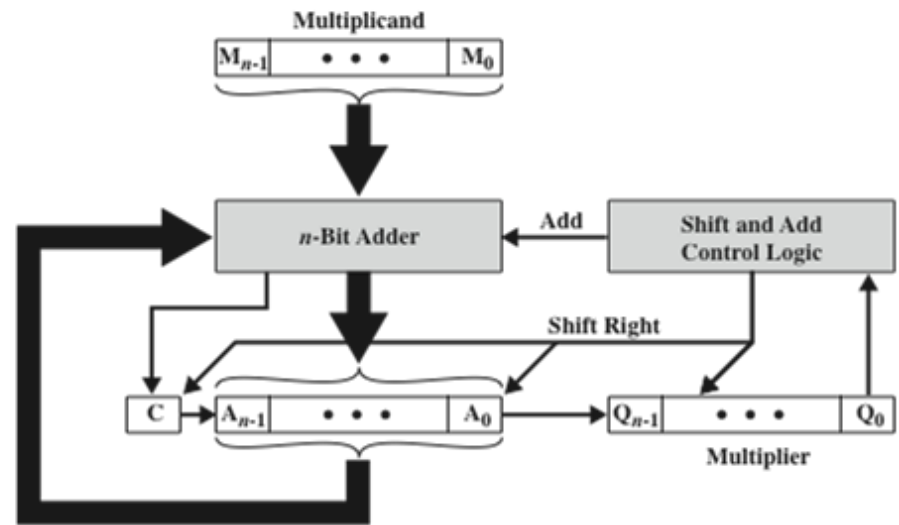 Multiplicand
Mn-1 • • • M0
n-Bit Adder
Add
Shift and Add
Control Logic
Shift Right
C
An-1 • • • A0
Qn-1 • • • Q0
Multiplier